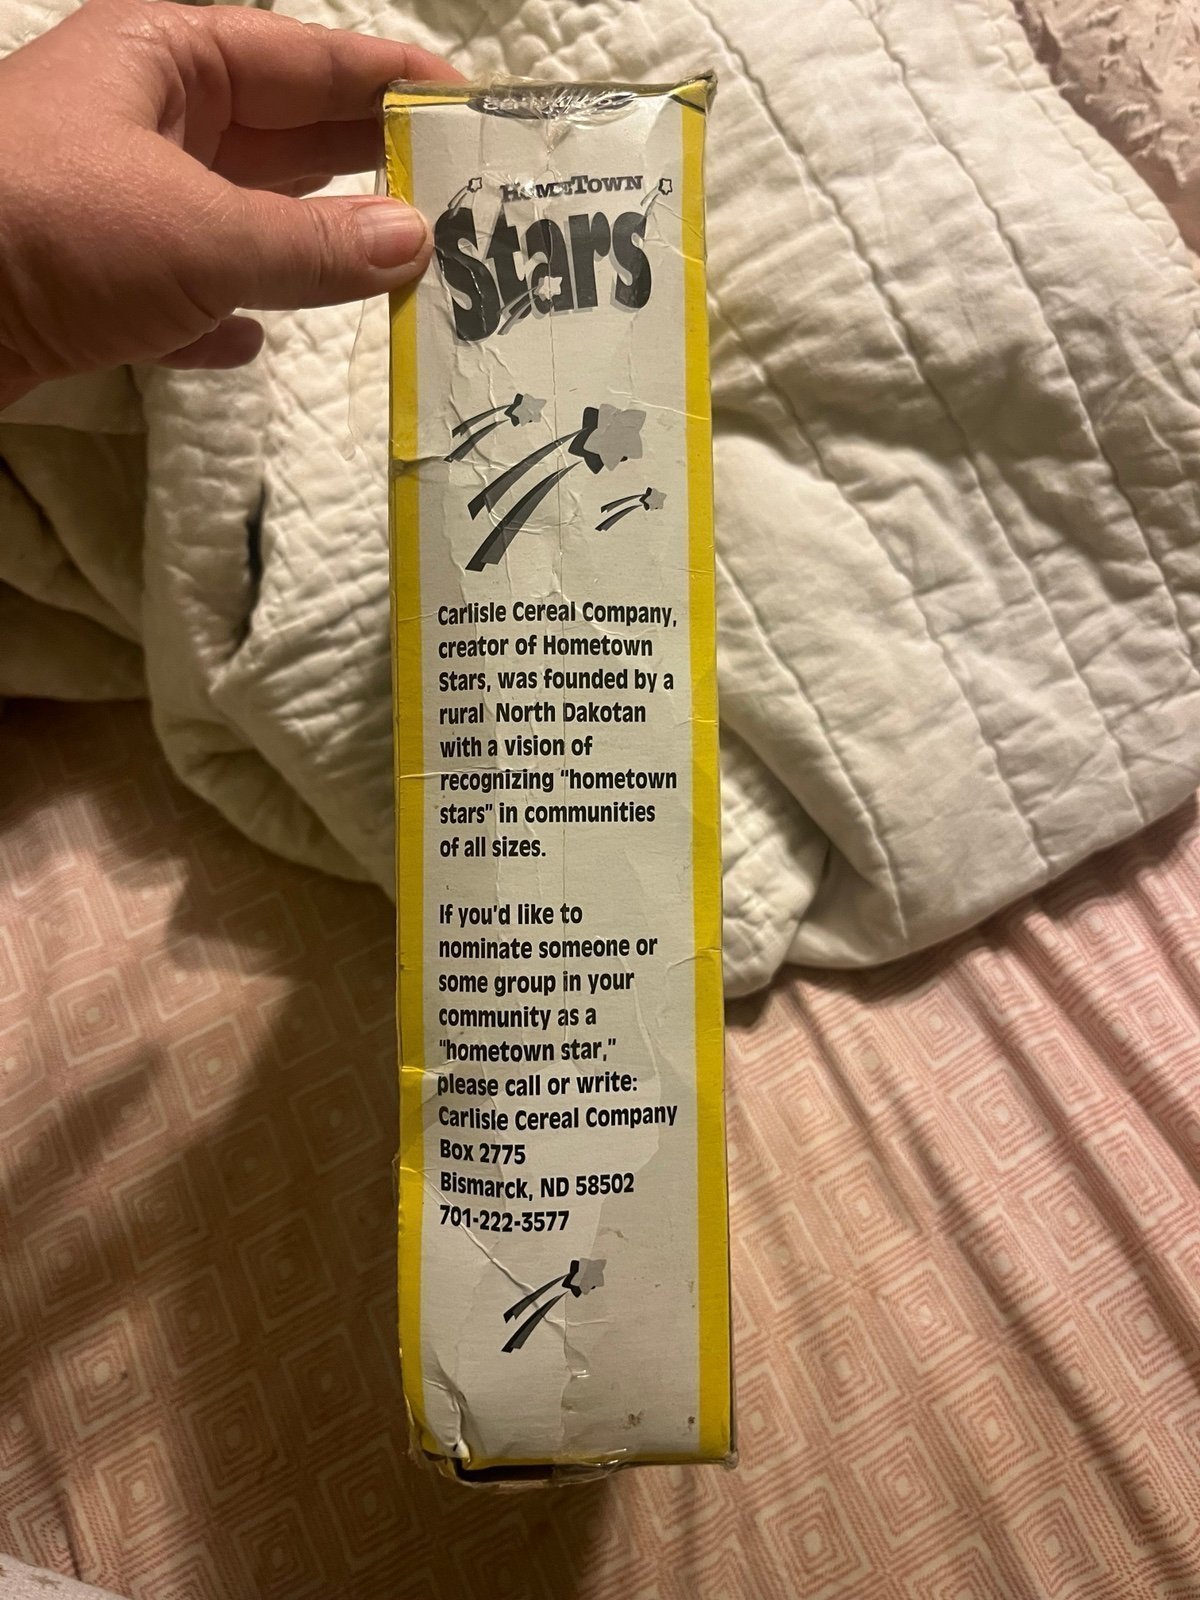 HOMETOWN
Stars
Carlisle Cereal Company,
creator of Hometown
Stars, was founded by a
rural North Dakotan
with a vision of
recognizing "hometown
stars" in communities
of all sizes.
If you'd like to
nominate someone or
some group in your
community as a
"hometown star,"
please call or write:
Carlisle Cereal Company
Box 2775
Bismarck, ND 58502
701-222-3577